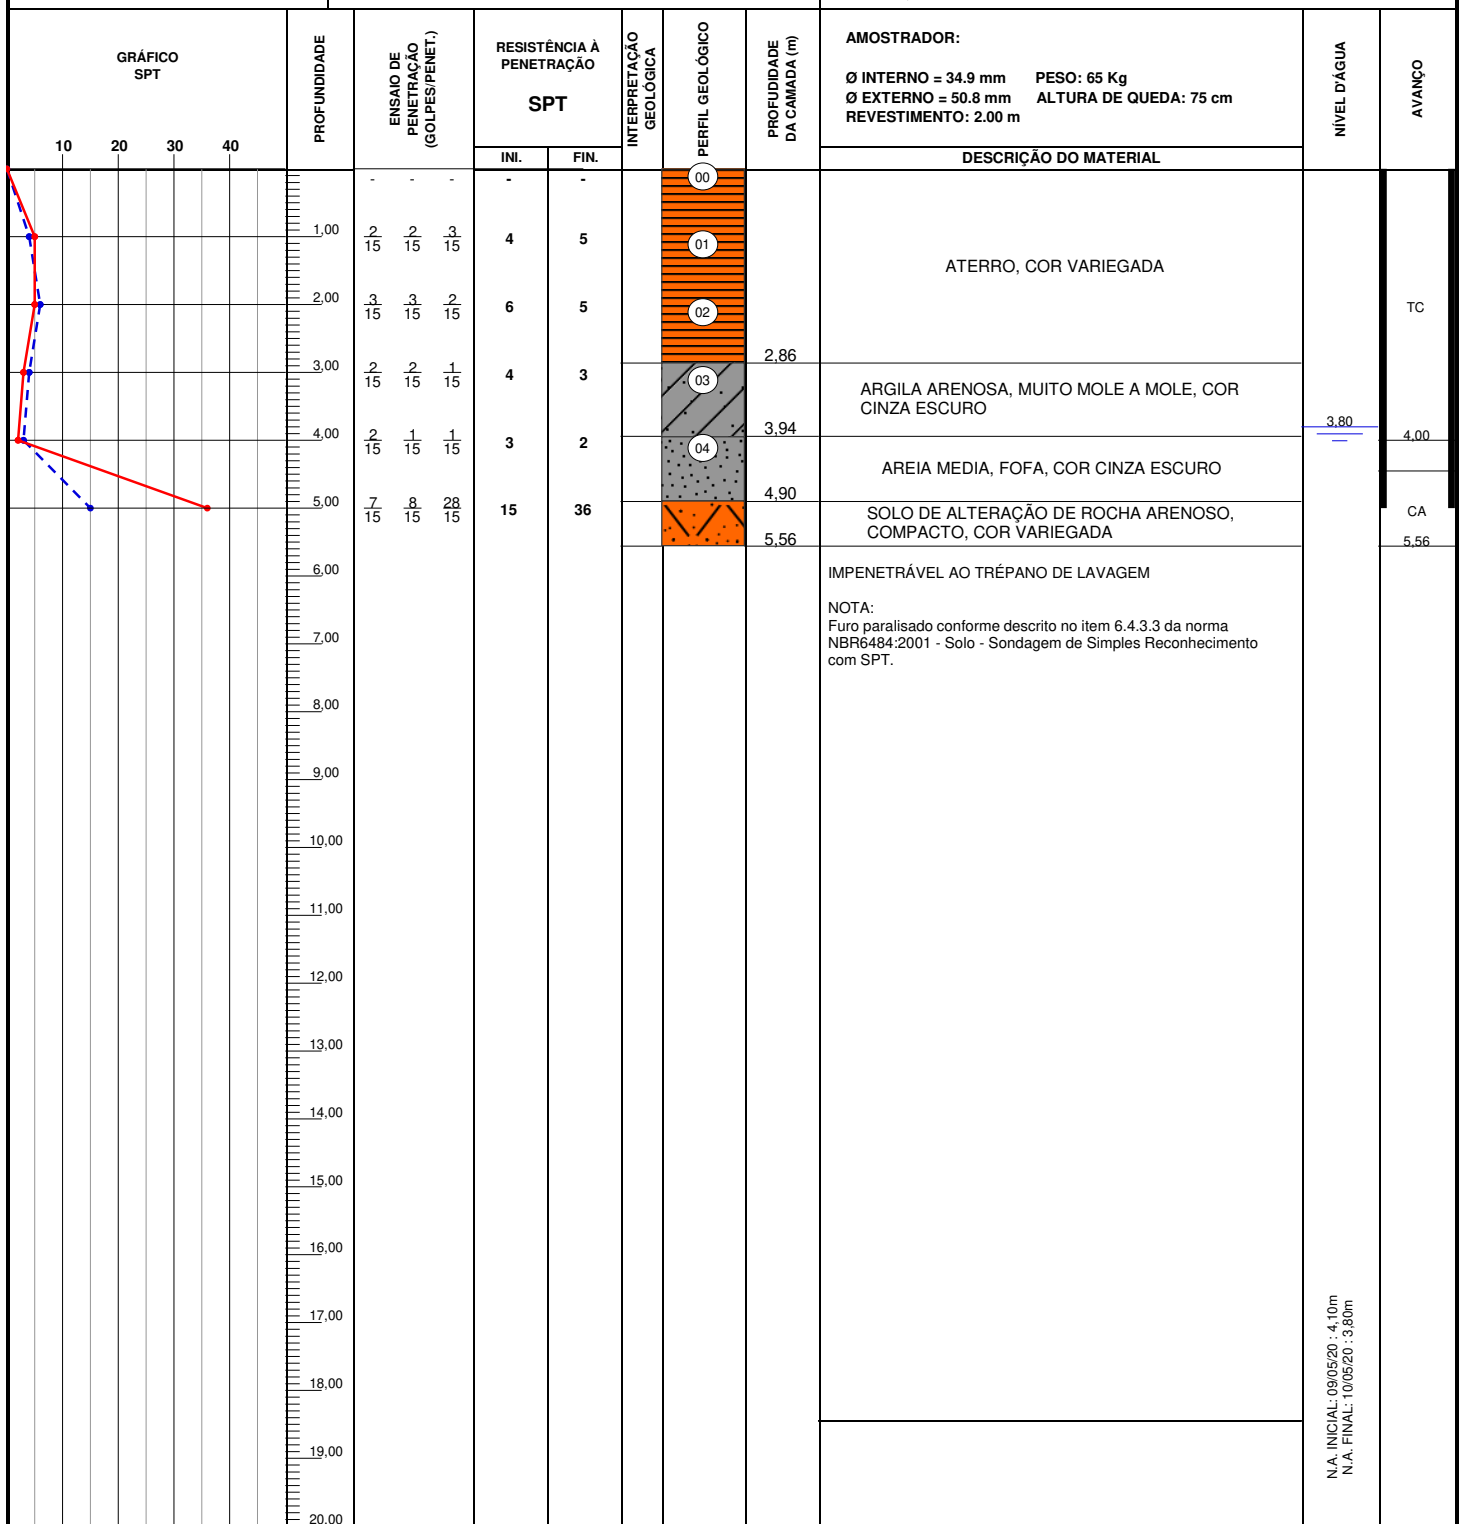 GRÁFICO
SPT
10 20 30 40
PROFUNDIDADE
ENSAIO DE
PENETRAÇÃO
(GOLPES/PENET.)
RESISTÊNCIA À
PENETRAÇÃO
SPT
INI. FIN.
INTERPRETAÇÃO
GEOLÓGICA
PERFIL GEOLÓGICO
PROFUDIDADE
DA CAMADA (m)
AMOSTRADOR:
Ø INTERNO = 34.9 mm PESO: 65 Kg
Ø EXTERNO = 50.8 mm ALTURA DE QUEDA: 75 cm
REVESTIMENTO: 2.00 m
DESCRIÇÃO DO MATERIAL
NÍVEL D'ÁGUA
AVANÇO
- - - - - 00
1,00 2/15 2/15 3/15 4 5 01
ATERRO, COR VARIEGADA
2,00 3/15 3/15 2/15 6 5 02
TC
2,86
3,00 2/15 2/15 1/15 4 3 03
ARGILA ARENOSA, MUITO MOLE A MOLE, COR
CINZA ESCURO
3,94
3,80
4,00
4,00 2/15 1/15 1/15 3 2 04
AREIA MEDIA, FOFA, COR CINZA ESCURO
4,90
5,00 7/15 8/15 28/15 15 36
SOLO DE ALTERAÇÃO DE ROCHA ARENOSO,
COMPACTO, COR VARIEGADA
CA
5,56
5,56
6,00
IMPENETRÁVEL AO TRÉPANO DE LAVAGEM
NOTA:
Furo paralisado conforme descrito no item 6.4.3.3 da norma
NBR6484:2001 - Solo - Sondagem de Simples Reconhecimento
com SPT.
7,00
8,00
9,00
10,00
11,00
12,00
13,00
14,00
15,00
16,00
17,00
18,00
19,00
20,00
N.A. INICIAL: 09/05/20 : 4,10m
N.A. FINAL: 10/05/20 : 3,80m